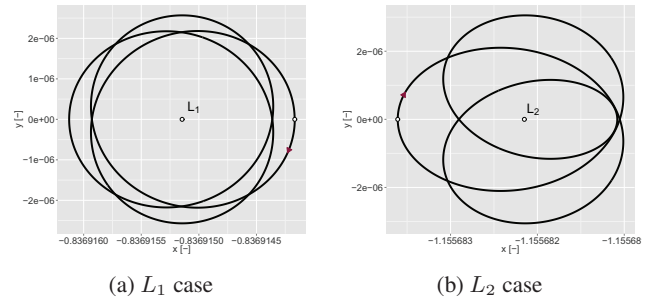 2e−06
1e−06
0e+00
−1e−06
−2e−06
y [−]
L1
−0.8369160 −0.8369155 −0.8369150 −0.8369145
x [−]
(a) L1 case
2e−06
0e+00
−2e−06
y [−]
L2
−1.155683 −1.155682 −1.15568
x [−]
(b) L2 case